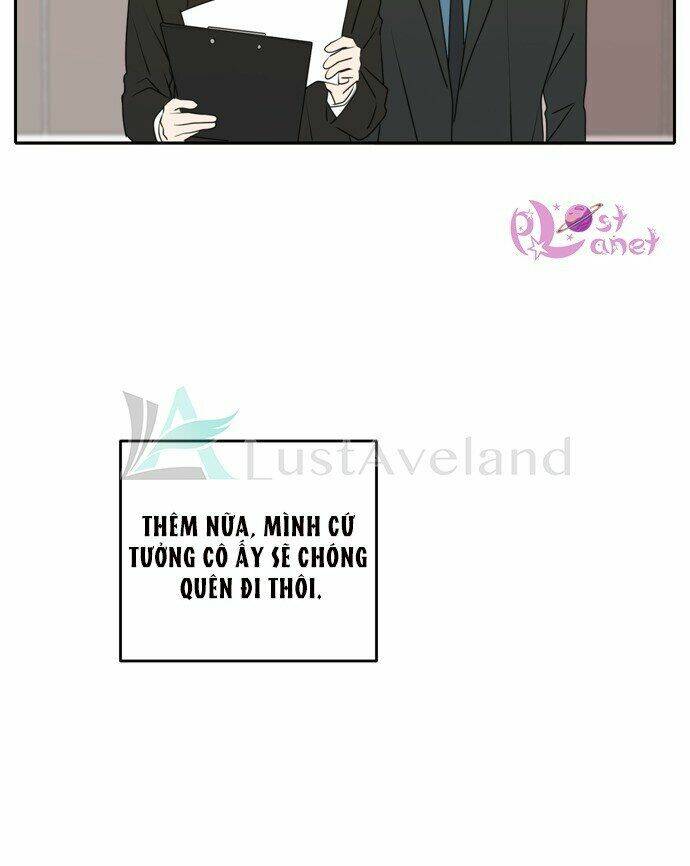 Lost
Planet
LustAveland
THÊM NỮA, MÌNH CỨ
TƯỞNG CÔ ẤY SẼ CHÓNG
QUÊN ĐI THÔI.